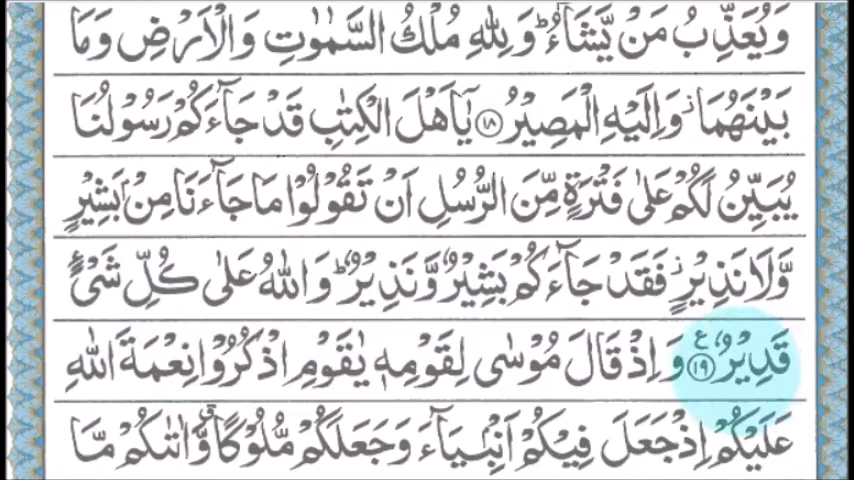 وَيُعَذِّبُ مَنْ يَّشَآءُ ؕ وَلِلّٰهِ مُلْكُ السَّمٰوٰتِ وَالْاَرْضِ وَمَا
بَيْنَهُمَا ؗ وَاِلَيْهِ الْمَصِيْرُ ﴿۱۸﴾ يٰۤاَهْلَ الْكِتٰبِ قَدْ جَآءَكُمْ رَسُوْلُنَا
يُبَيِّنُ لَكُمْ عَلٰى فَتْرَةٍ مِّنَ الرُّسُلِ اَنْ تَقُوْلُوْا مَا جَآءَنَا مِنْۢ بَشِيْرٍ
وَّلَا نَذِيْرٍ ؗ فَقَدْ جَآءَكُمْ بَشِيْرٌ وَّنَذِيْرٌ ؕ وَاللّٰهُ عَلٰى كُلِّ شَىْءٍ
قَدِيْرٌ ﴿۱۹﴾ ع وَاِذْ قَالَ مُوْسٰى لِقَوْمِهٖ يٰقَوْمِ اذْكُرُوْا نِعْمَةَ اللّٰهِ
عَلَيْكُمْ اِذْ جَعَلَ فِيْكُمْ اَنْۢبِيَآءَ وَجَعَلَكُمْ مُّلُوْكًا ۗ وَّاٰتٰىكُمْ مَّا